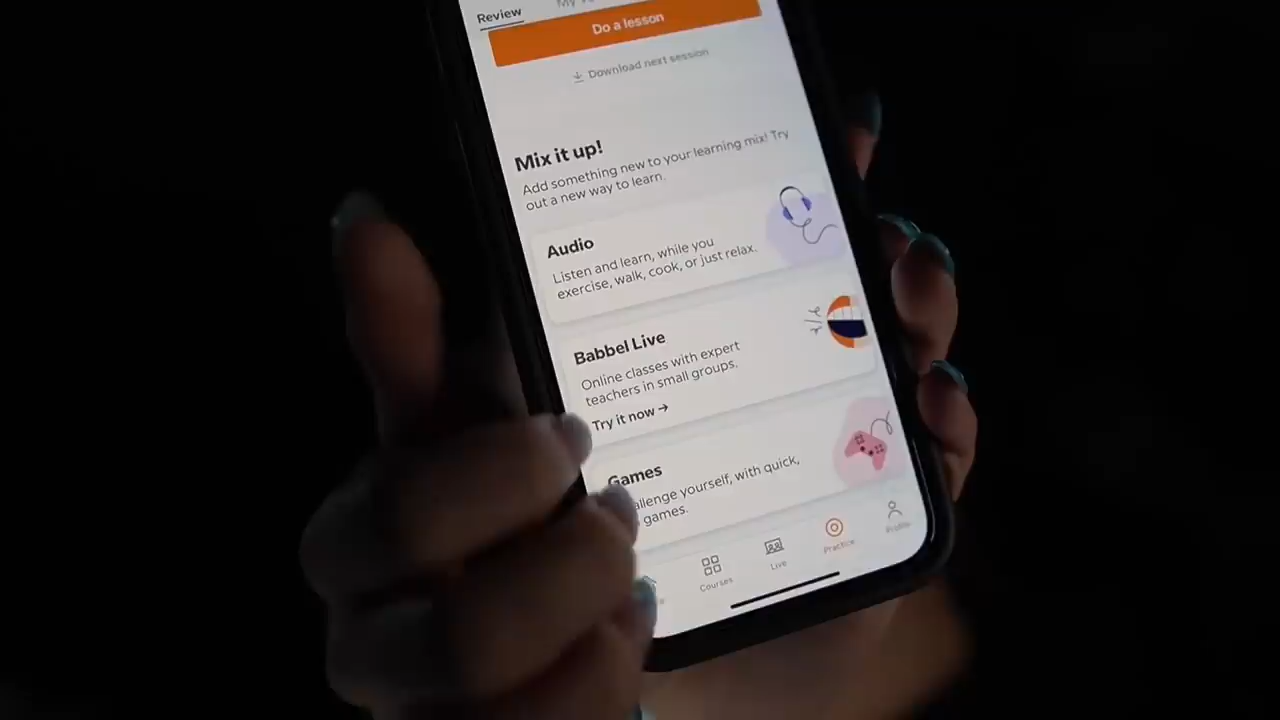 Review
My
Do a lesson
Download next session
Mix it up!
Add something new to your learning mix! Try
out a new way to learn.
Audio
Listen and learn, while you
exercise, walk, cook, or just relax.
Babbel Live
Online classes with expert
teachers in small groups.
Try it now →
Games
allenge yourself, with quick,
games.
Courses
Live
Practice
Profile